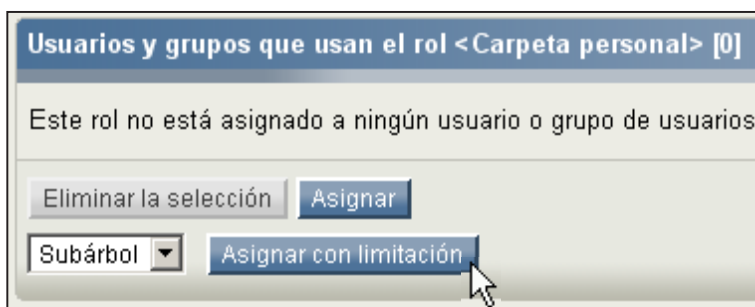 Usuarios y grupos que usan el rol <Carpeta personal> [0]
Este rol no está asignado a ningún usuario o grupo de usuarios
Eliminar la selección Asignar
Subárbol Asignar con limitación